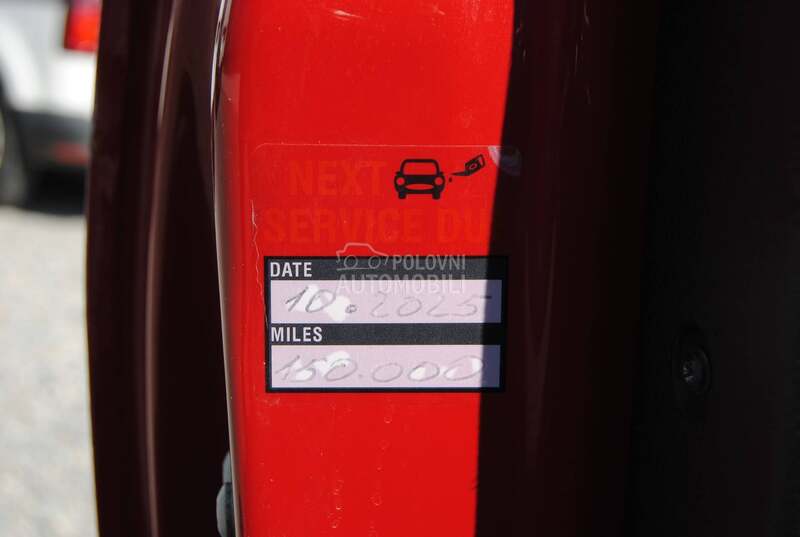 NEXT
SERVICE DU
DATE
POLOVNI
AUTOMOBILI
10.2025
MILES
150.000